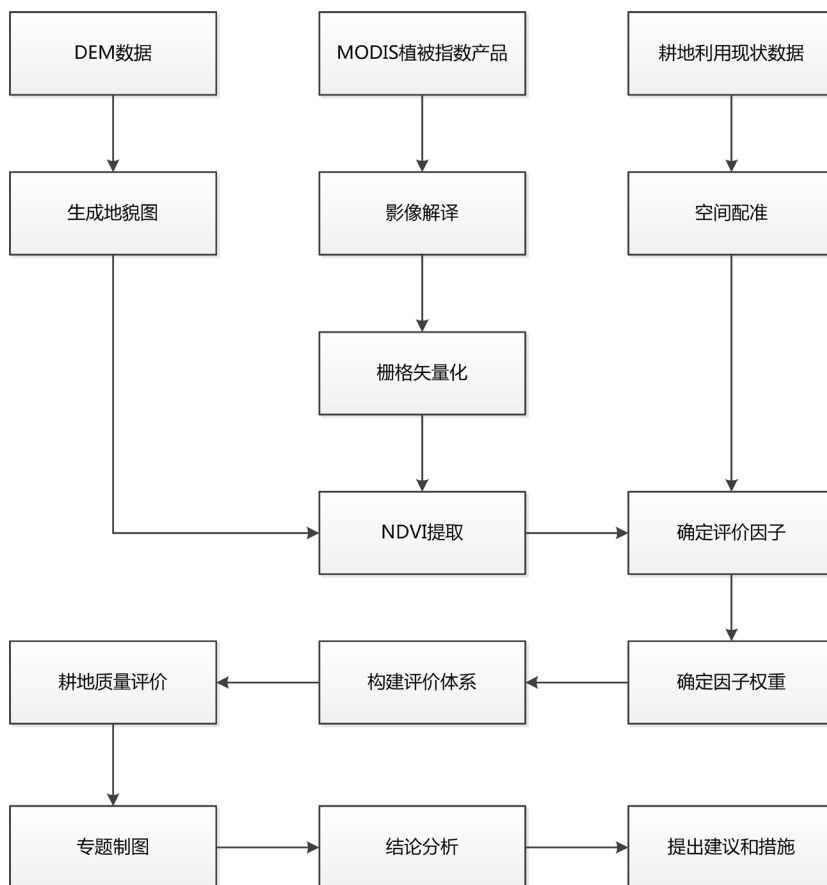 DEM数据
MODIS植被指数产品
耕地利用现状数据
生成地貌图
影像解译
空间配准
栅格矢量化
NDVI提取
确定评价因子
耕地质量评价
构建评价体系
确定因子权重
专题制图
结论分析
提出建议和措施